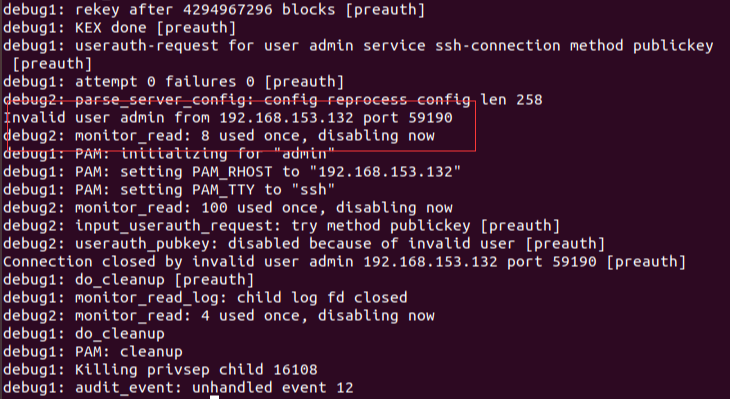 debug1: rekey after 4294967296 blocks [preauth]
debug1: KEX done [preauth]
debug1: userauth-request for user admin service ssh-connection method publickey
[preauth]
debug1: attempt 0 failures 0 [preauth]
debug2: parse_server_config: config reprocess config len 258
Invalid user admin from 192.168.153.132 port 59190
debug2: monitor_read: 8 used once, disabling now
debug1: PAM: initializing for "admin"
debug1: PAM: setting PAM_RHOST to "192.168.153.132"
debug1: PAM: setting PAM_TTY to "ssh"
debug2: monitor_read: 100 used once, disabling now
debug2: input_userauth_request: try method publickey [preauth]
debug2: userauth_pubkey: disabled because of invalid user [preauth]
Connection closed by invalid user admin 192.168.153.132 port 59190 [preauth]
debug1: do_cleanup [preauth]
debug1: monitor_read_log: child log fd closed
debug2: monitor_read: 4 used once, disabling now
debug1: do_cleanup
debug1: PAM: cleanup
debug1: Killing privsep child 16108
debug1: audit_event: unhandled event 12